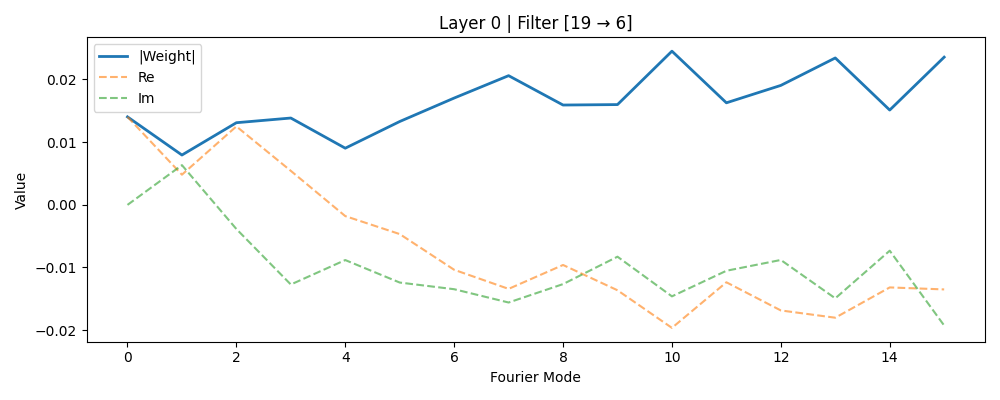 Layer 0 | Filter [19 → 6]
|Weight|
Re
Im
Value
0.02
0.01
0.00
−0.01
−0.02
0 2 4 6 8 10 12 14
Fourier Mode